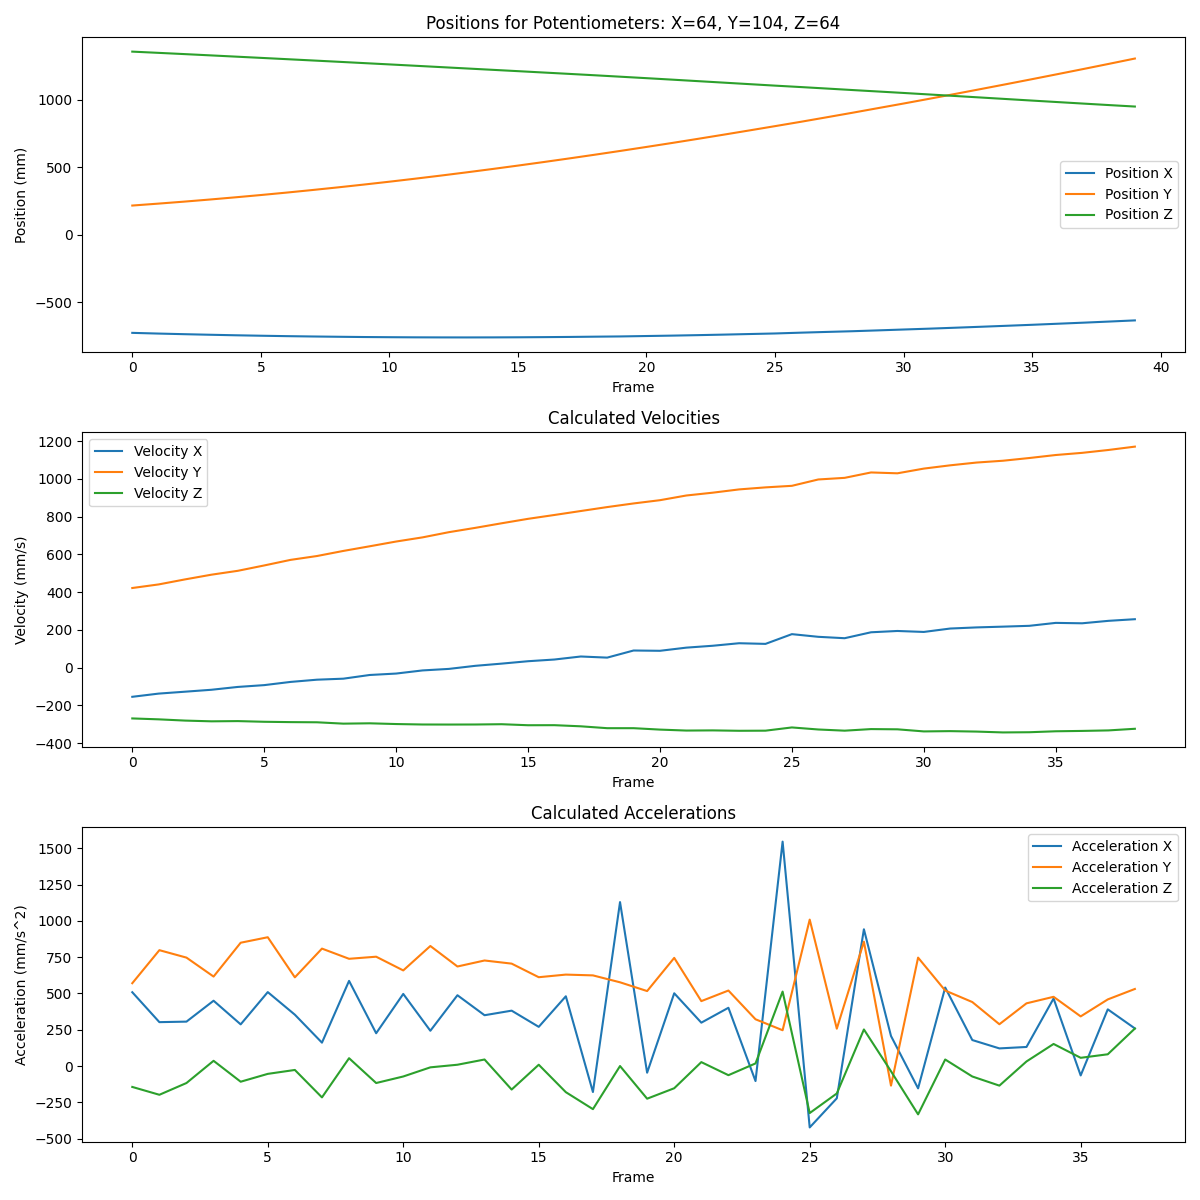 Positions for Potentiometers: X=64, Y=104, Z=64
Position (mm)
1000
500
0
−500
Position X
Position Y
Position Z
0 5 10 15 20 25 30 35 40
Frame
Calculated Velocities
Velocity (mm/s)
1200
1000
800
600
400
200
0
−200
−400
Velocity X
Velocity Y
Velocity Z
0 5 10 15 20 25 30 35
Frame
Calculated Accelerations
Acceleration (mm/s^2)
1500
1250
1000
750
500
250
0
−250
−500
Acceleration X
Acceleration Y
Acceleration Z
0 5 10 15 20 25 30 35
Frame